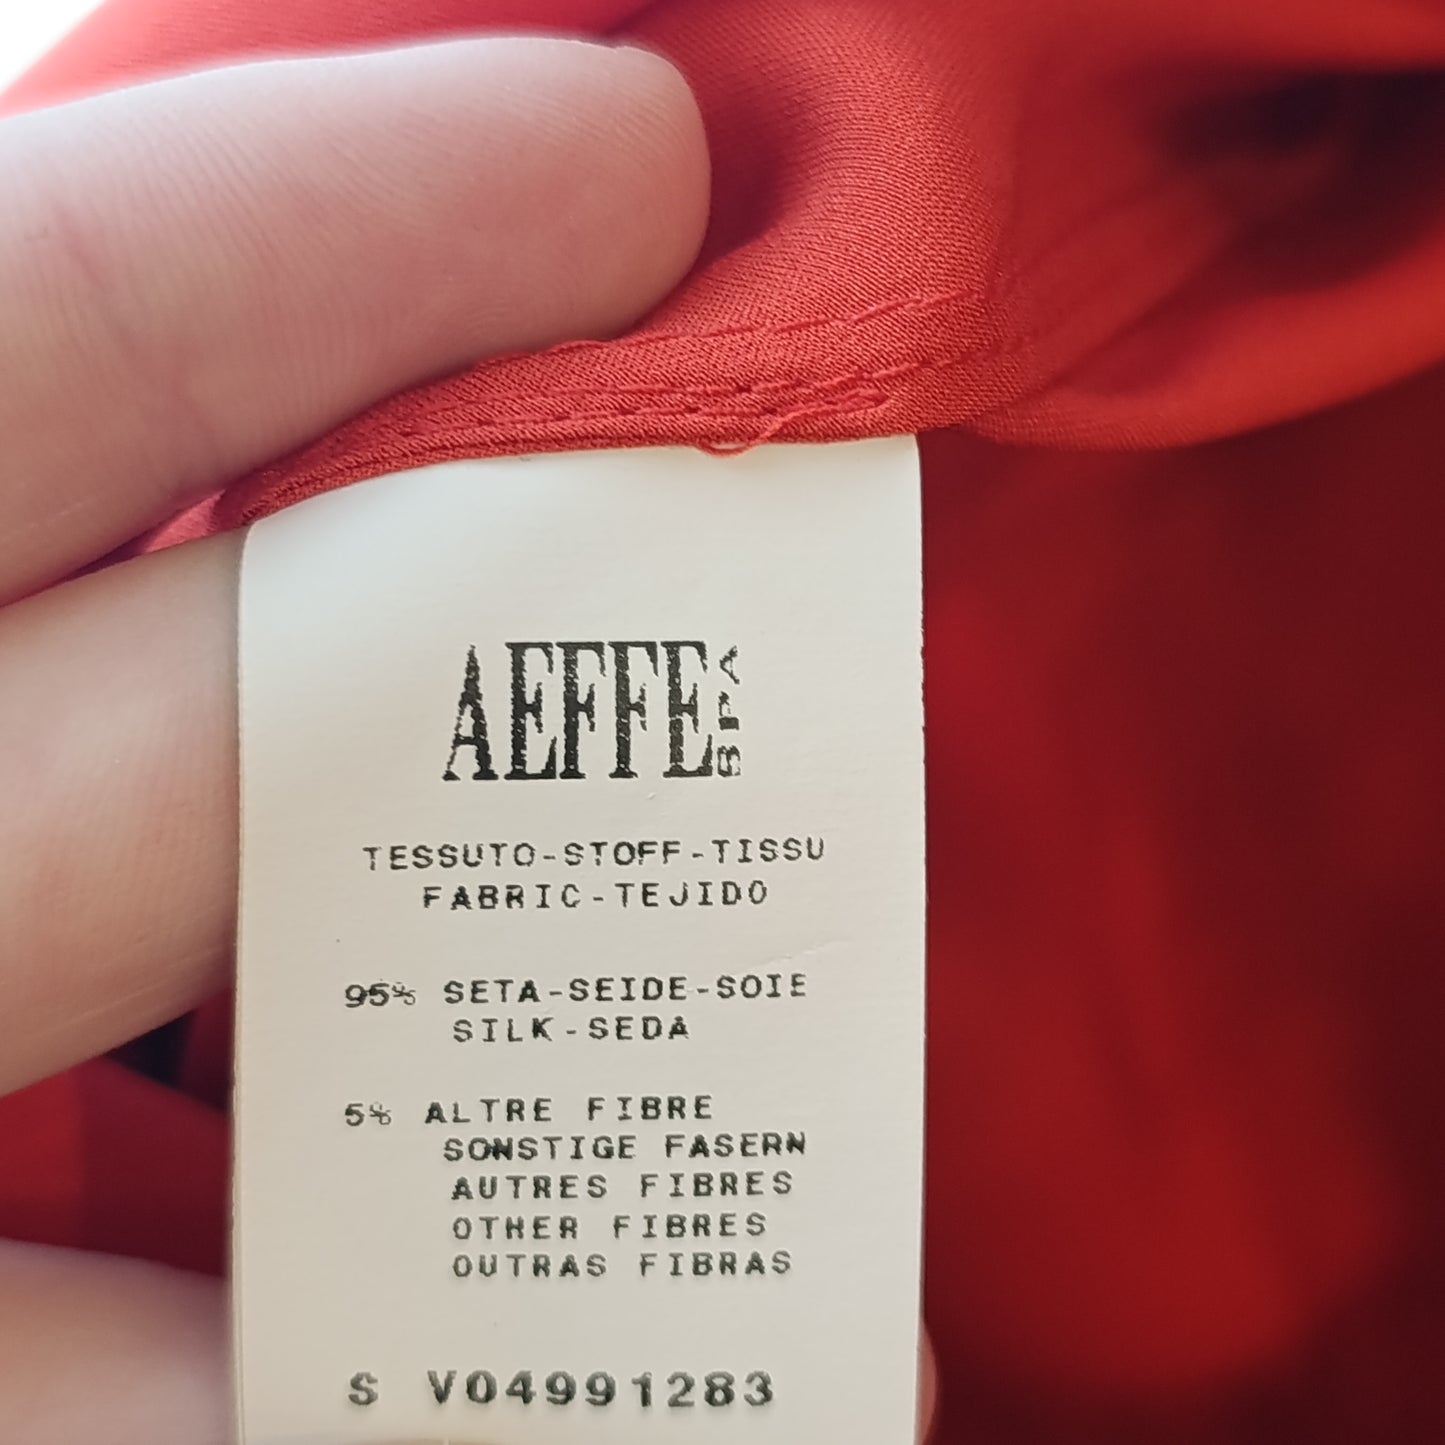 AEFFE SPA
TESSUTO-STOFF-TISSU
FABRIC-TEJIDO
95% SETA-SEIDE-SOIE
SILK-SEDA
5% ALTRE FIBRE
SONSTIGE FASERN
AUTRES FIBRES
OTHER FIBRES
OUTRAS FIBRAS
S V04991283